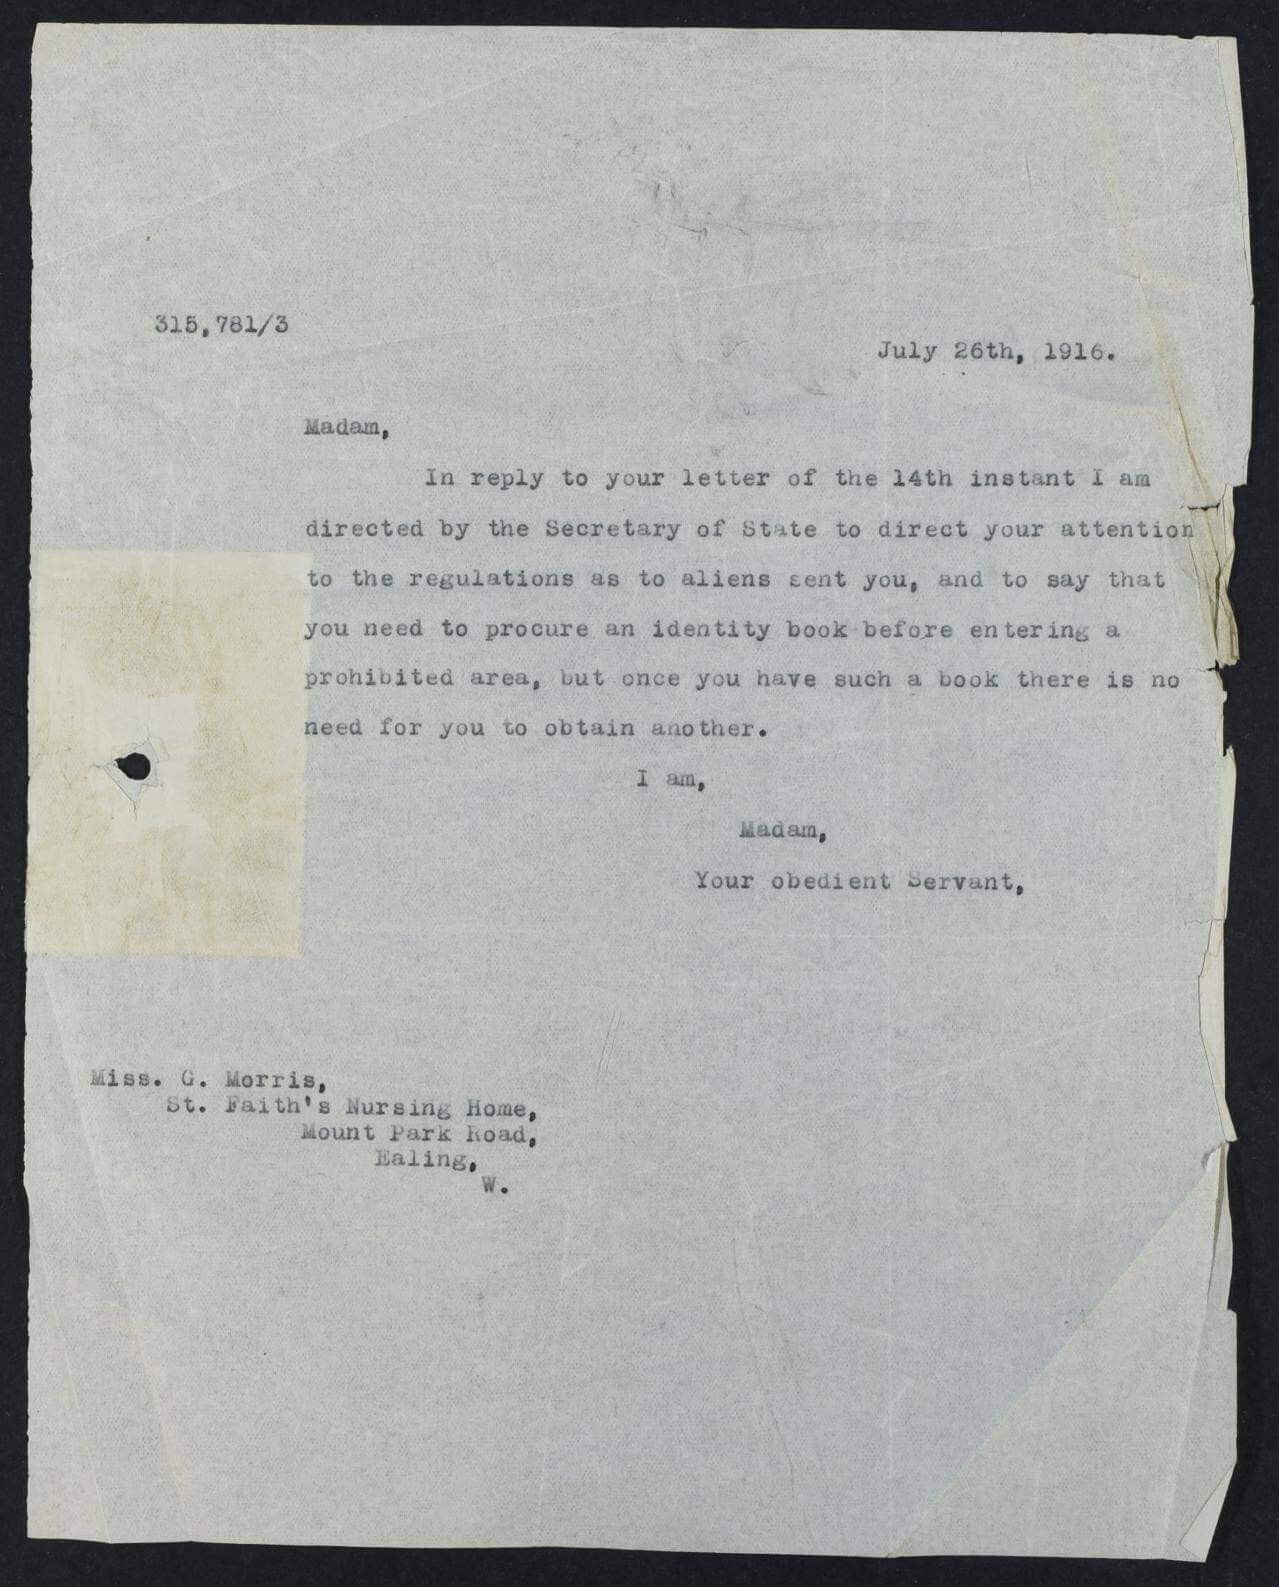 315,781/3
July 26th, 1916.
Madam,
In reply to your letter of the 14th instant I am
directed by the Secretary of State to direct your attention
to the regulations as to aliens sent you, and to say that
you need to procure an identity book before entering a
prohibited area, but once you have such a book there is no
need for you to obtain another.
I am,
Madam,
Your obedient Servant,
Miss. G. Morris,
St. Faith's Nursing Home,
Mount Park Road,
Ealing,
W.